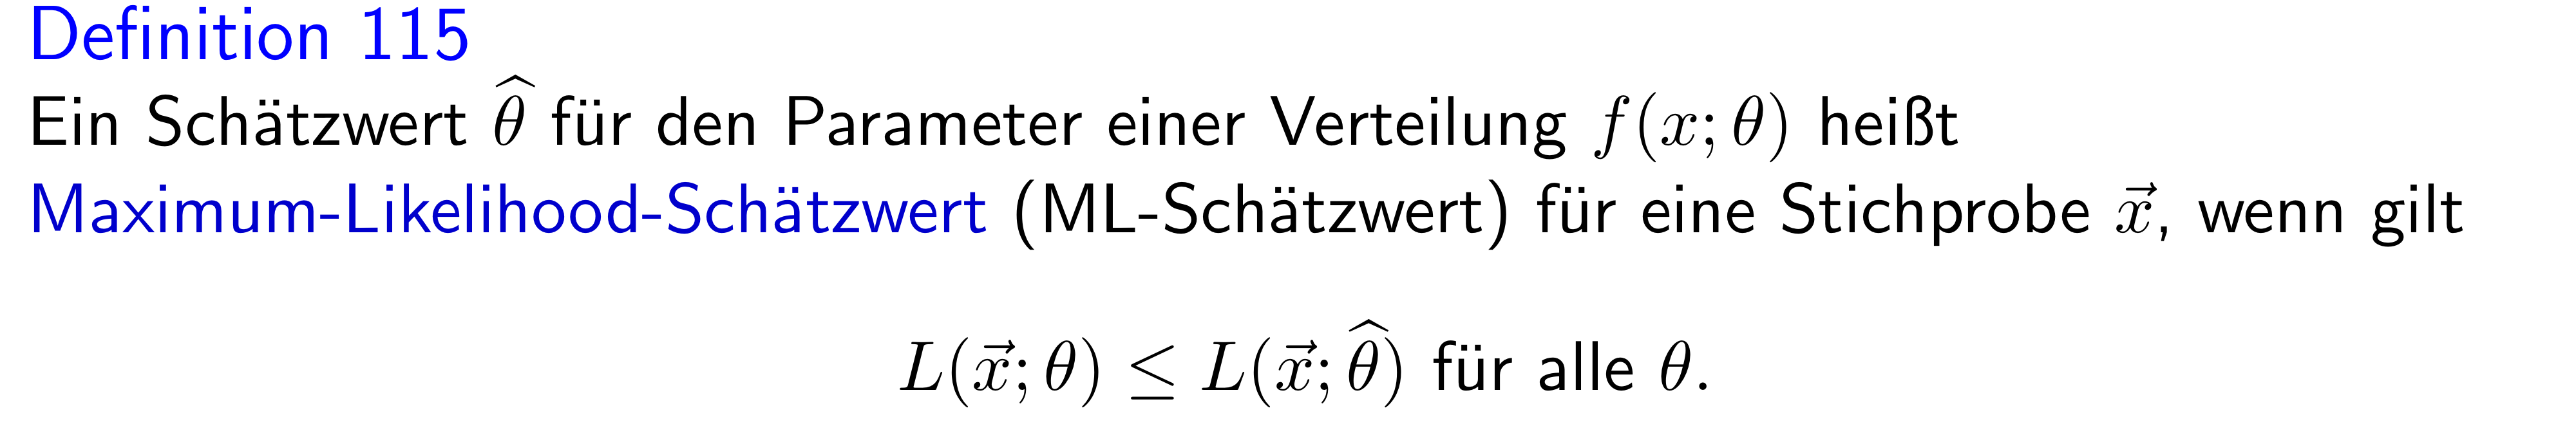 Definition 115
Ein Schätzwert $\widehat{\theta}$ für den Parameter einer Verteilung $f(x;\theta)$ heißt
Maximum-Likelihood-Schätzwert (ML-Schätzwert) für eine Stichprobe $\vec{x}$, wenn gilt
$L(\vec{x};\theta) \leq L(\vec{x};\widehat{\theta})$ für alle $\theta$.